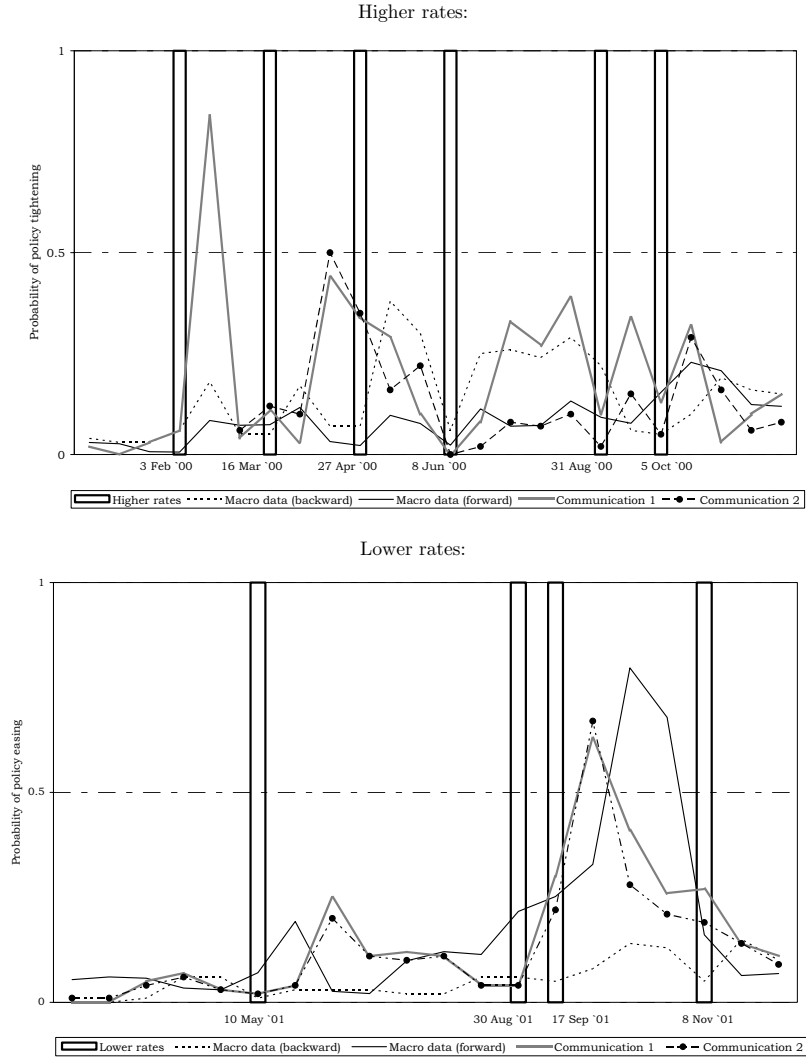 Higher rates:
1
0.5
0
Probability of policy tightening
3 Feb `00 16 Mar `00 27 Apr `00 8 Jun `00 31 Aug `00 5 Oct `00
Higher rates Macro data (backward) Macro data (forward) Communication 1 Communication 2
Lower rates:
1
0.5
0
Probability of policy easing
10 May `01 30 Aug `01 17 Sep `01 8 Nov `01
Lower rates Macro data (backward) Macro data (forward) Communication 1 Communication 2